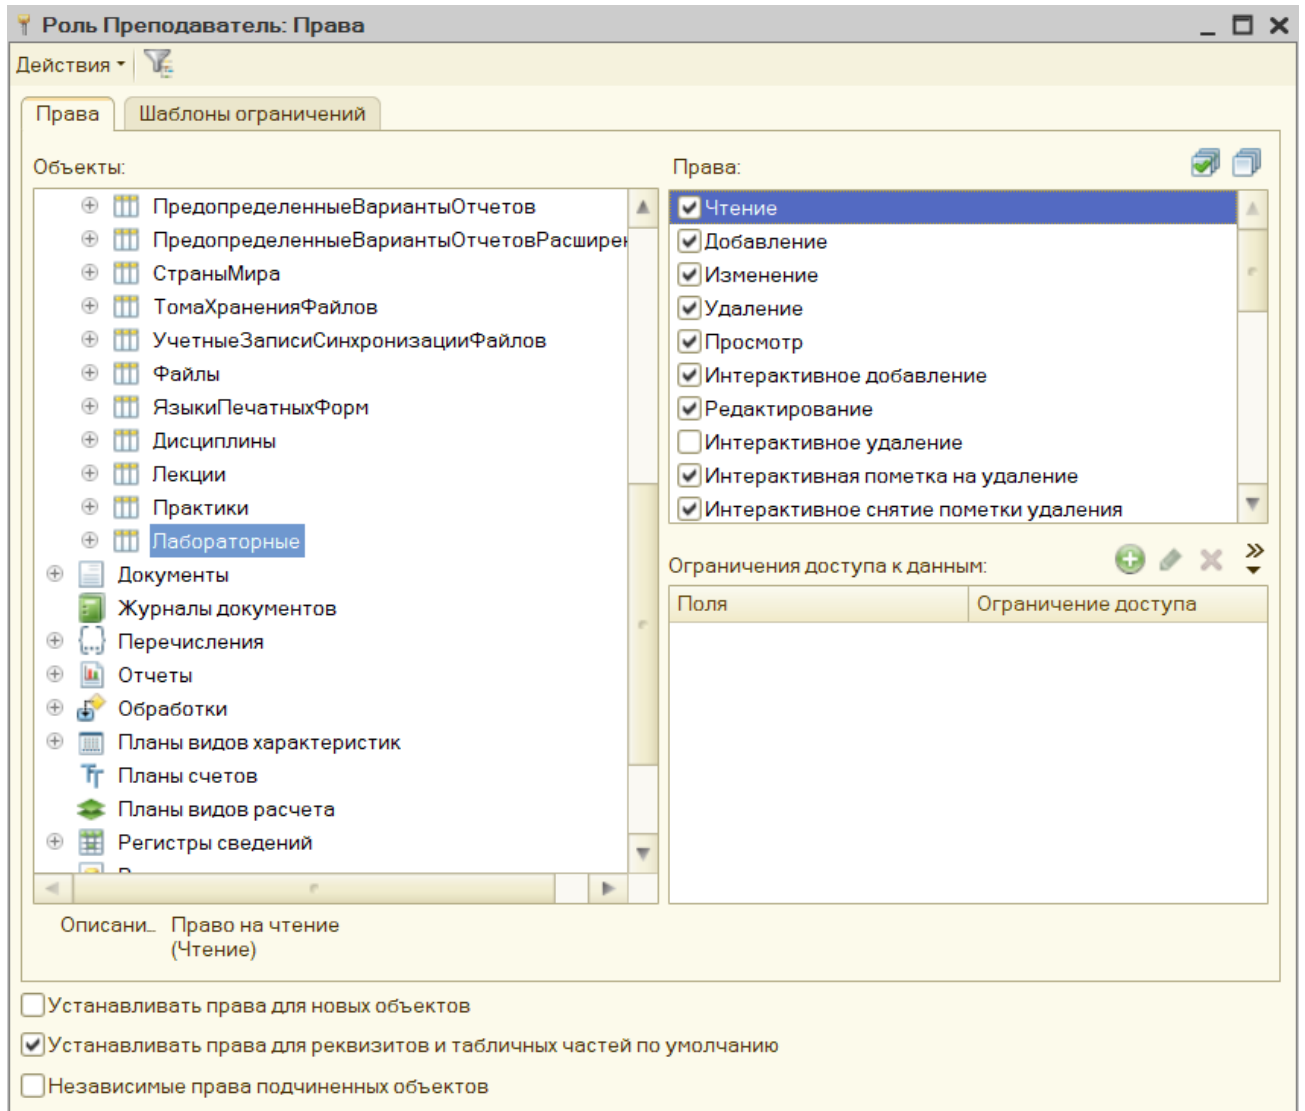 Роль Преподаватель: Права
Действия
Права
Шаблоны ограничений
Объекты:
ПредопределенныеВариантыОтчетов
ПредопределенныеВариантыОтчетовРасширен
СтраныМира
ТомаХраненияФайлов
УчетныеЗаписиСинхронизацииФайлов
Файлы
ЯзыкиПечатныхФорм
Дисциплины
Лекции
Практики
Лабораторные
Документы
Журналы документов
Перечисления
Отчеты
Обработки
Планы видов характеристик
Планы счетов
Планы видов расчета
Регистры сведений
Права:
Чтение
Добавление
Изменение
Удаление
Просмотр
Интерактивное добавление
Редактирование
Интерактивное удаление
Интерактивная пометка на удаление
Интерактивное снятие пометки удаления
Ограничения доступа к данным:
Поля
Ограничение доступа
Описани... Право на чтение
(Чтение)
Устанавливать права для новых объектов
Устанавливать права для реквизитов и табличных частей по умолчанию
Независимые права подчиненных объектов